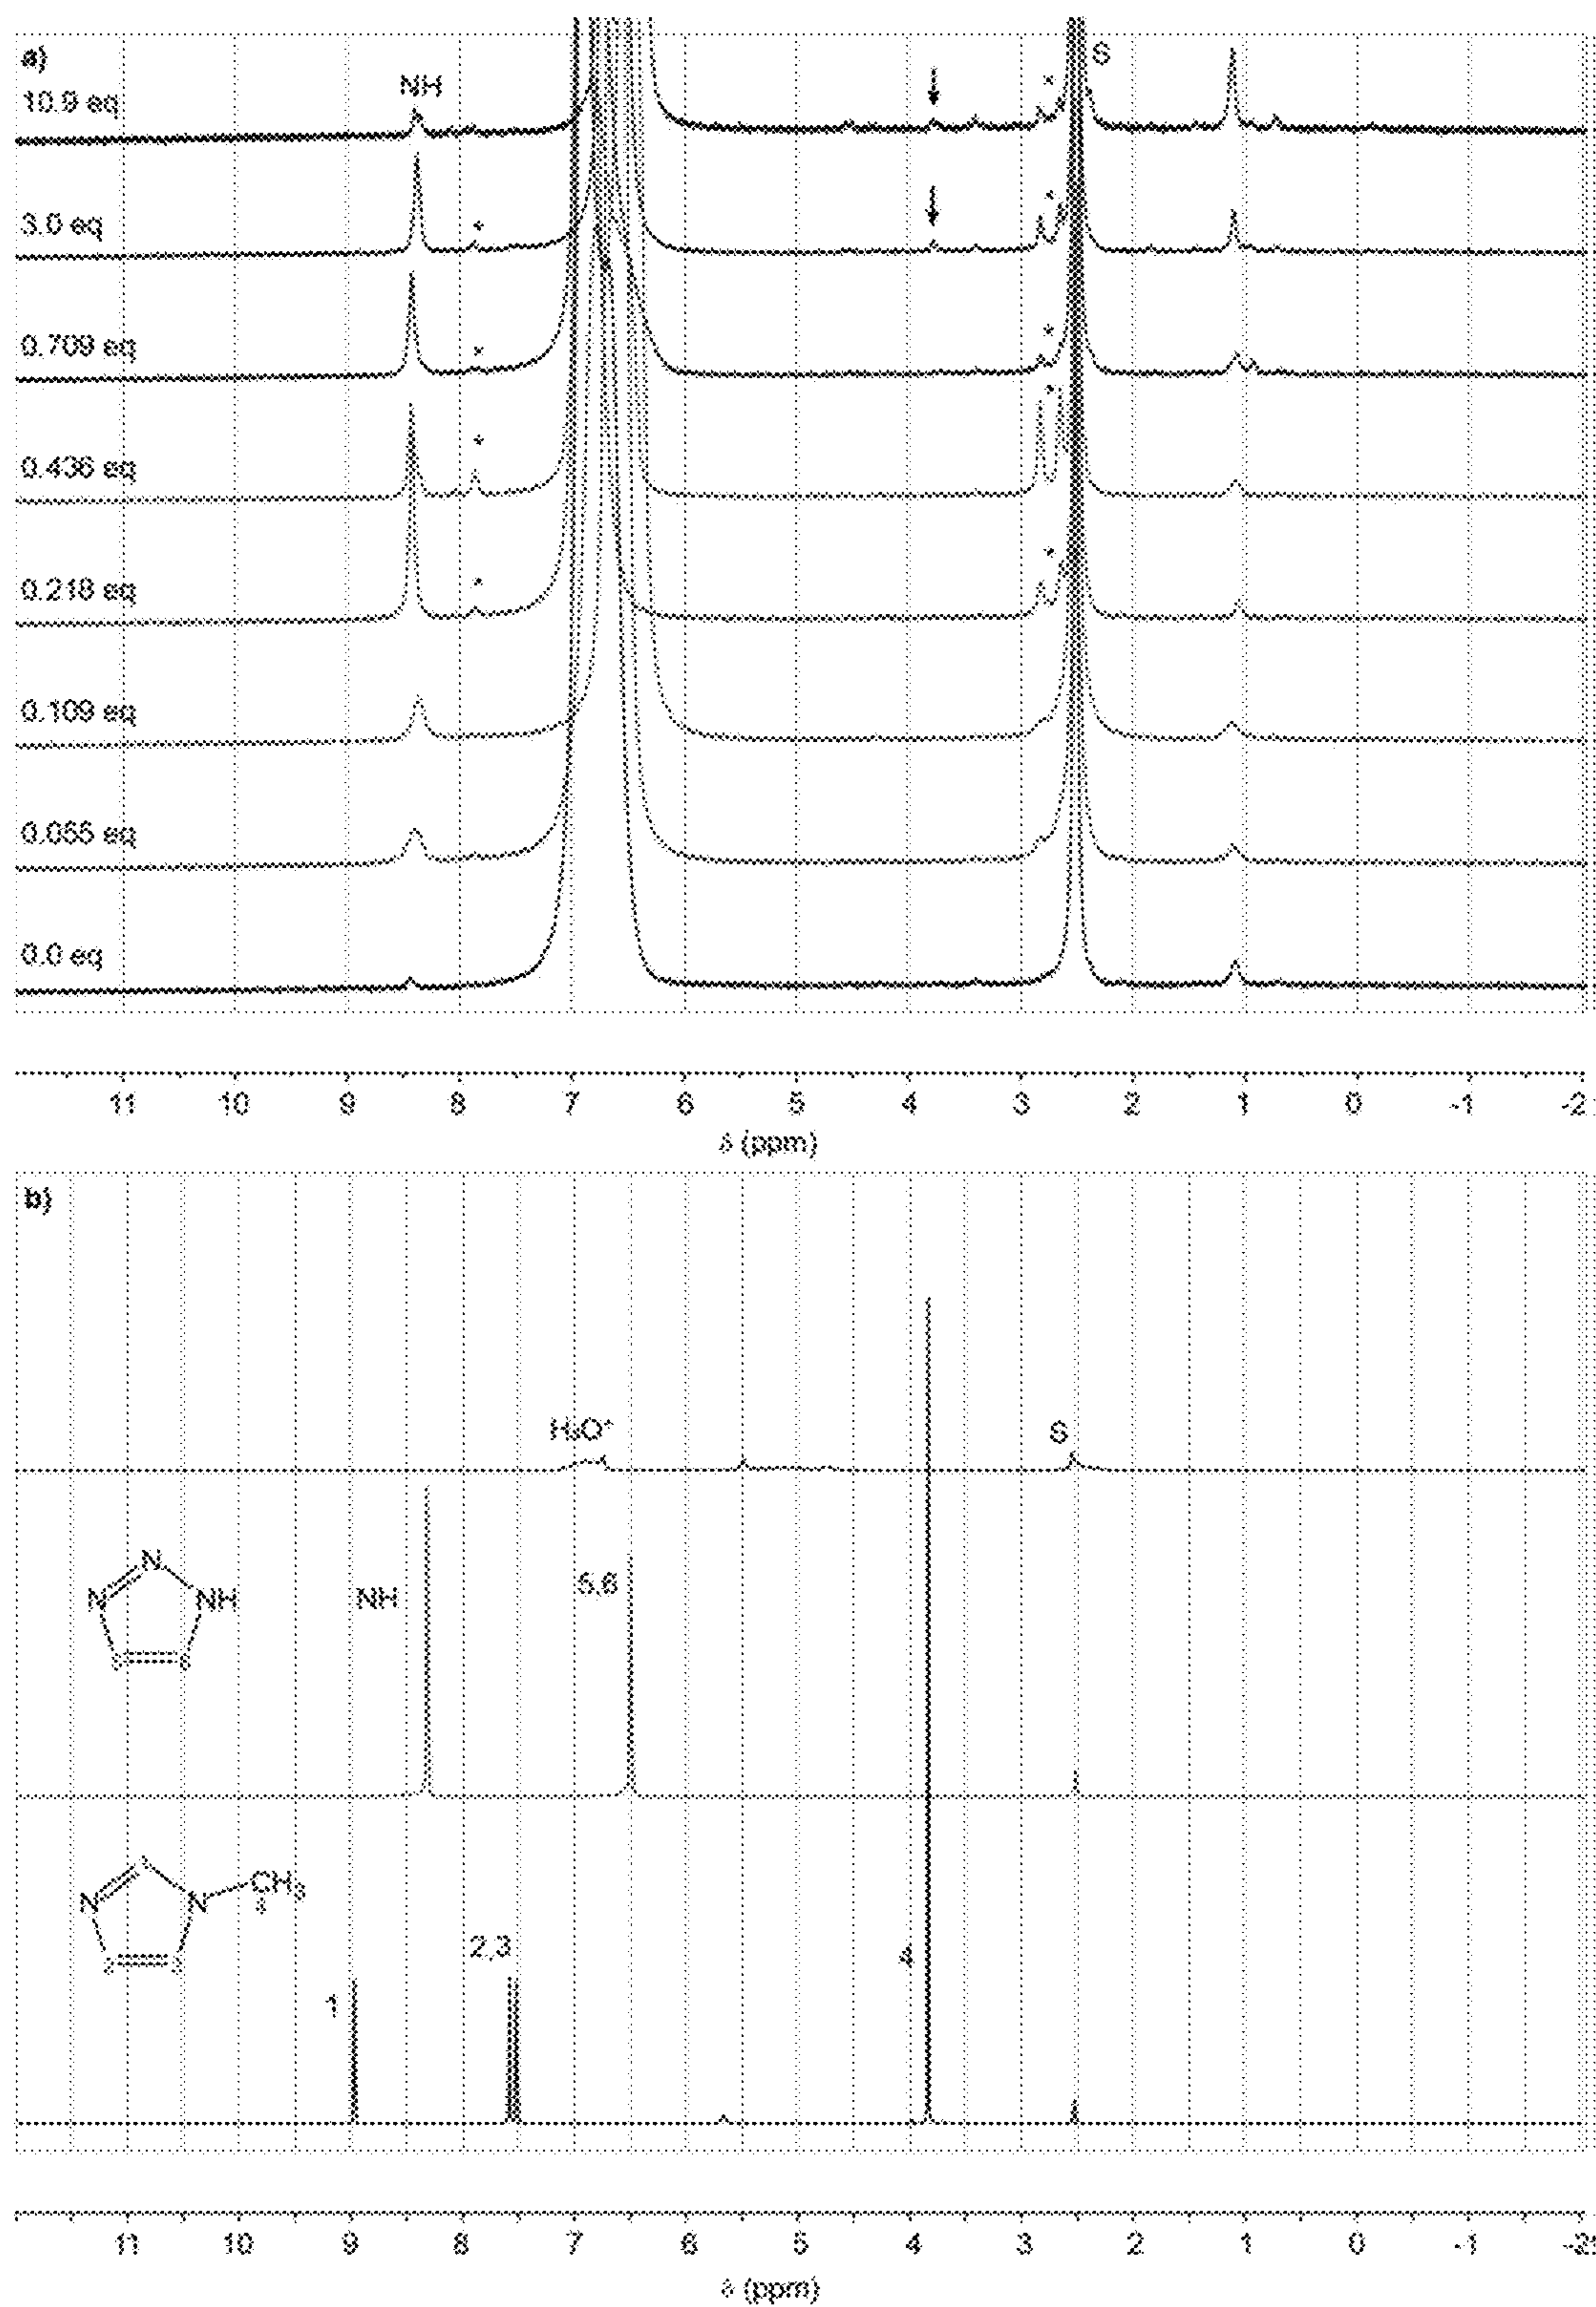 a)
10.9 eq
NH
S
3.0 eq
0.709 eq
0.436 eq
0.218 eq
0.109 eq
0.055 eq
0.0 eq
11 10 9 8 7 6 5 4 3 2 1 0 -1 -2
δ (ppm)
b)
H₃O⁺
S
N
N
NH
NH
5,6
N
N
CH₃
4
2,3
1
4
11 10 9 8 7 6 5 4 3 2 1 0 -1
δ (ppm)